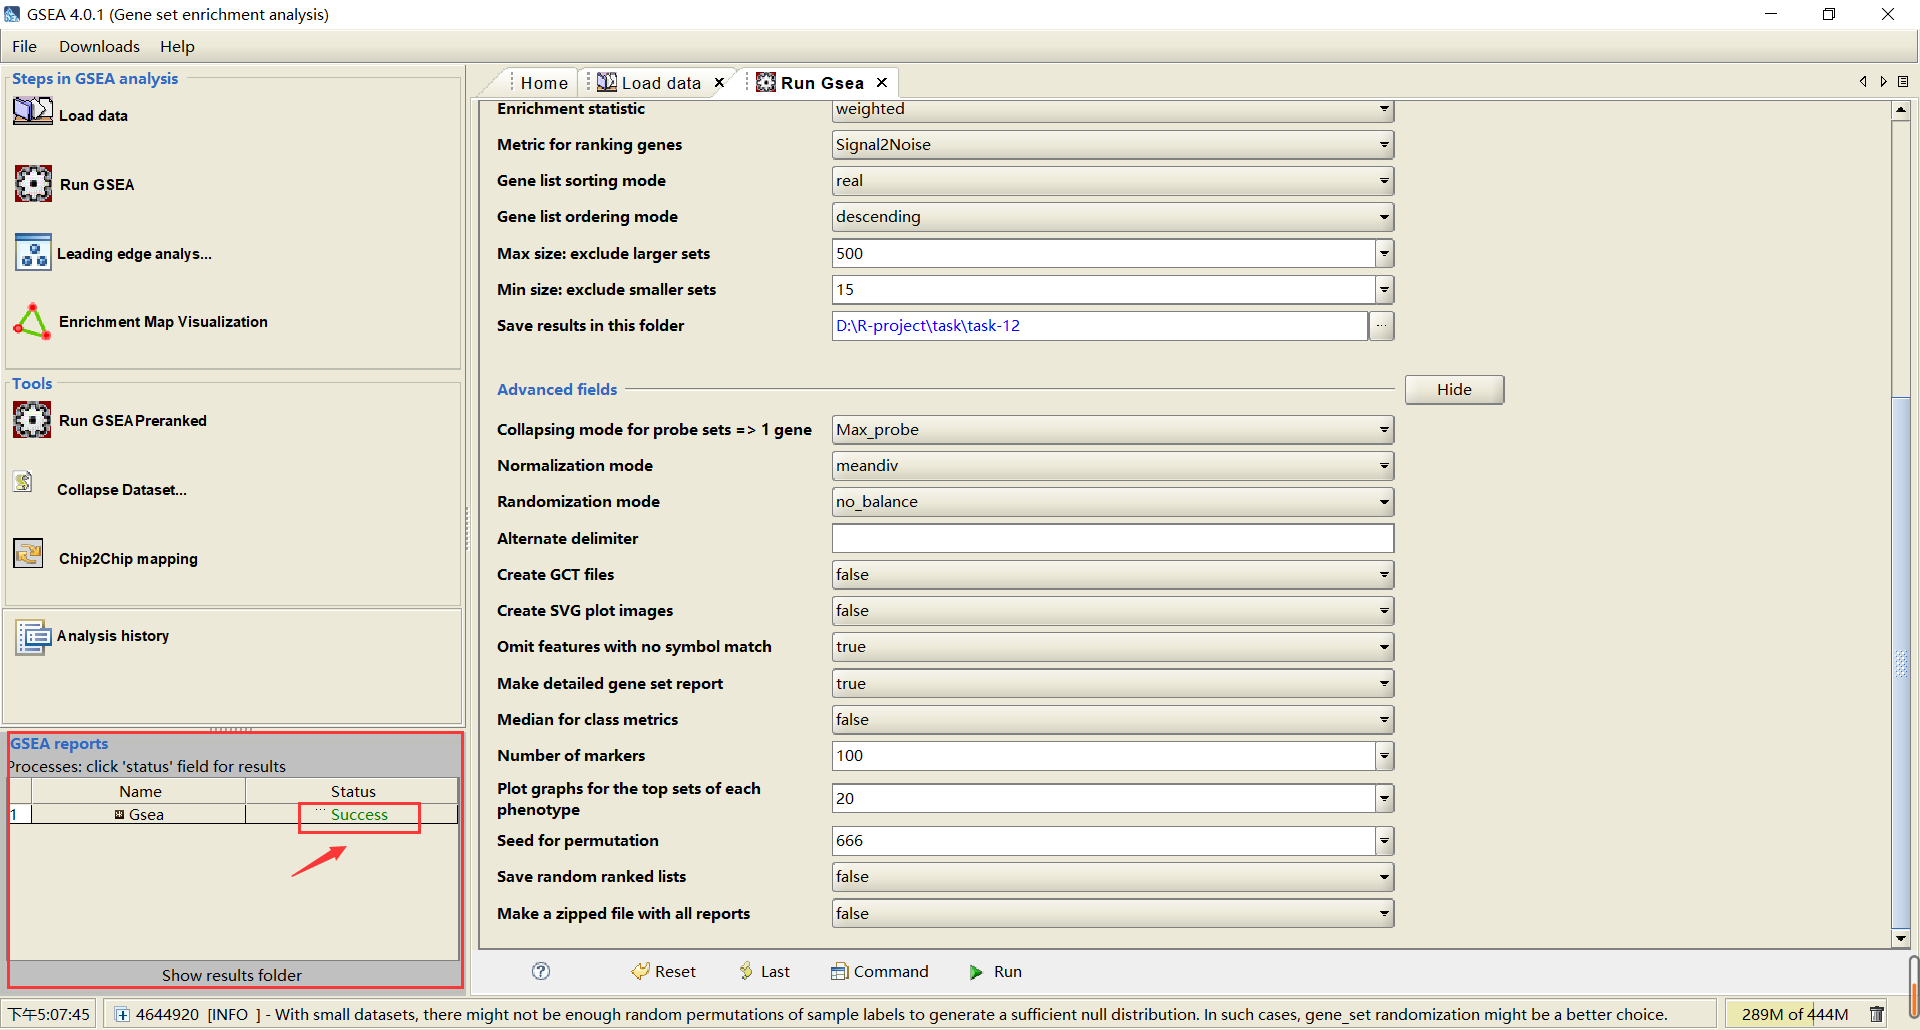 GSEA 4.0.1 (Gene set enrichment analysis)
File Downloads Help
Steps in GSEA analysis
Load data
Run GSEA
Leading edge analys...
Enrichment Map Visualization
Tools
Run GSEAPreranked
Collapse Dataset...
Chip2Chip mapping
Analysis history
GSEA reports
Processes: click 'status' field for results
Name Status
1 Gsea ... Success
Show results folder
Home Load data Run Gsea
Enrichment statistic weighted
Metric for ranking genes Signal2Noise
Gene list sorting mode real
Gene list ordering mode descending
Max size: exclude larger sets 500
Min size: exclude smaller sets 15
Save results in this folder D:\R-project\task\task-12 ...
Advanced fields Hide
Collapsing mode for probe sets => 1 gene Max_probe
Normalization mode meandiv
Randomization mode no_balance
Alternate delimiter
Create GCT files false
Create SVG plot images false
Omit features with no symbol match true
Make detailed gene set report true
Median for class metrics false
Number of markers 100
Plot graphs for the top sets of each
phenotype 20
Seed for permutation 666
Save random ranked lists false
Make a zipped file with all reports false
? Reset Last Command Run
下午5:07:45 4644920 [INFO ] - With small datasets, there might not be enough random permutations of sample labels to generate a sufficient null distribution. In such cases, gene_set randomization might be a better choice. 289M of 444M